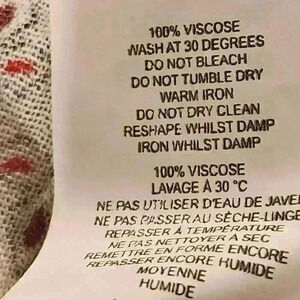 100% VISCOSE
WASH AT 30 DEGREES
DO NOT BLEACH
DO NOT TUMBLE DRY
WARM IRON
DO NOT DRY CLEAN
RESHAPE WHILST DAMP
IRON WHILST DAMP
100% VISCOSE
LAVAGE À 30 °C
NE PAS UTILISER D'EAU DE JAVE
NE PAS PASSER AU SÈCHE-LINGE
REPASSER À TEMPÉRATURE
NE PAS NETTOYER À SEC
REMETTRE EN FORME ENCORE
REPASSER ENCORE HUMIDE
MOYENNE
HUMIDE